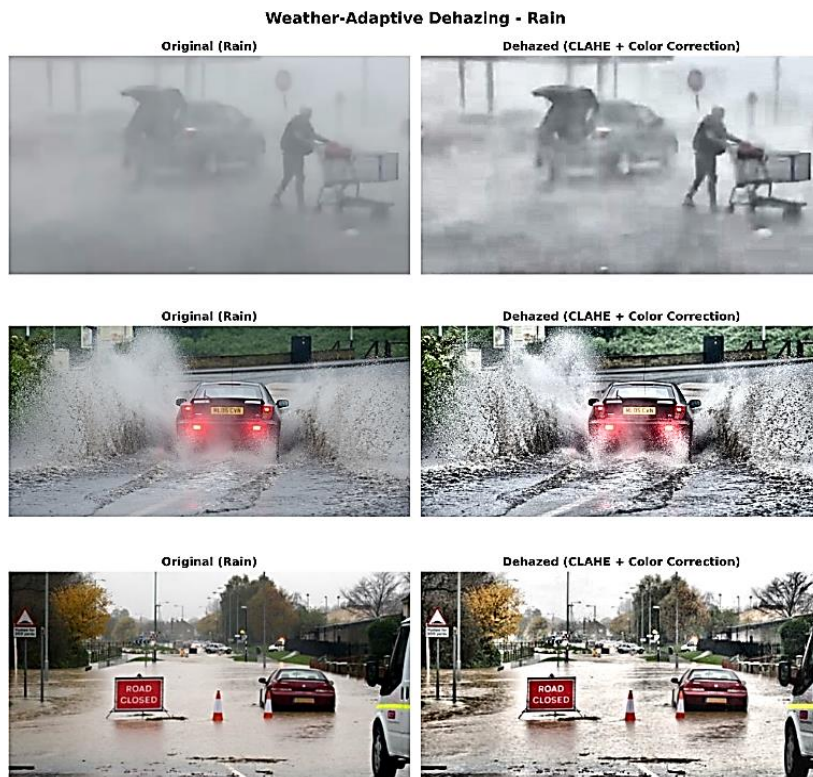 Weather-Adaptive Dehazing - Rain
Original (Rain)
Dehazed (CLAHE + Color Correction)
Original (Rain)
Dehazed (CLAHE + Color Correction)
Original (Rain)
Dehazed (CLAHE + Color Correction)
ROAD
CLOSED
ROAD
CLOSED